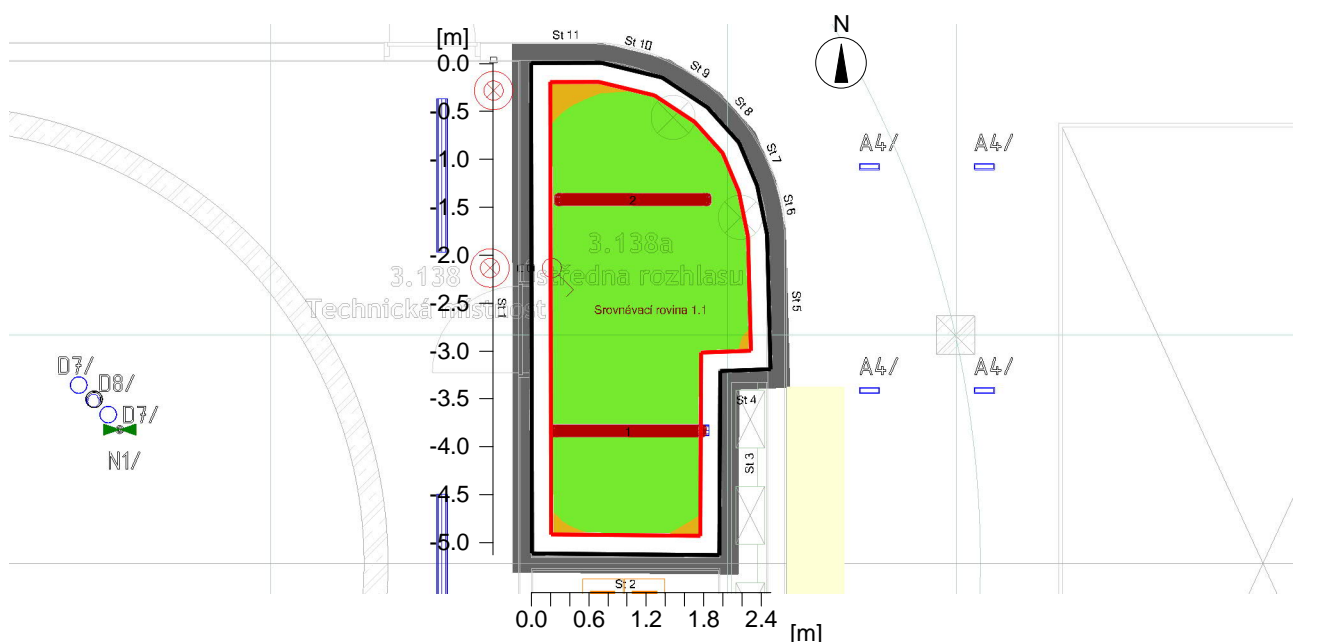 N
[m]
St 11
St 10
St 9
St 8
St 7
St 6
St 5
0.0
-0.5
-1.0
-1.5
-2.0
-2.5
-3.0
-3.5
-4.0
-4.5
-5.0
A4/ A4/
2
3.138a
3.138
Ústředna rozhlasu
Technická místnost
St 1
Srovnávací rovina 1.1
D7/
D8/
D7/
N1/
A4/ A4/
St 4
St 3
1
St 2
0.0 0.6 1.2 1.8 2.4
[m]